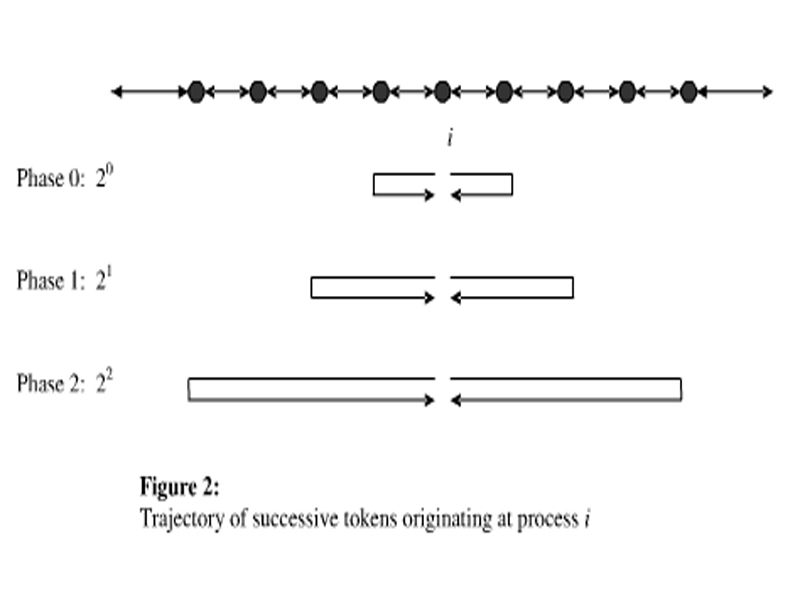 i
Phase 0: 2⁰
Phase 1: 2¹
Phase 2: 2²
Figure 2:
Trajectory of successive tokens originating at process i